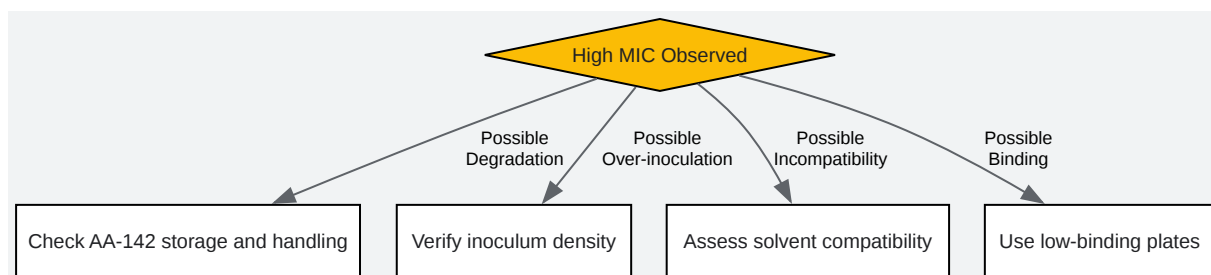 High MIC Observed
Possible
Degradation
Possible
Over-inoculation
Possible
Incompatibility
Possible
Binding
Check AA-142 storage and handling
Verify inoculum density
Assess solvent compatibility
Use low-binding plates